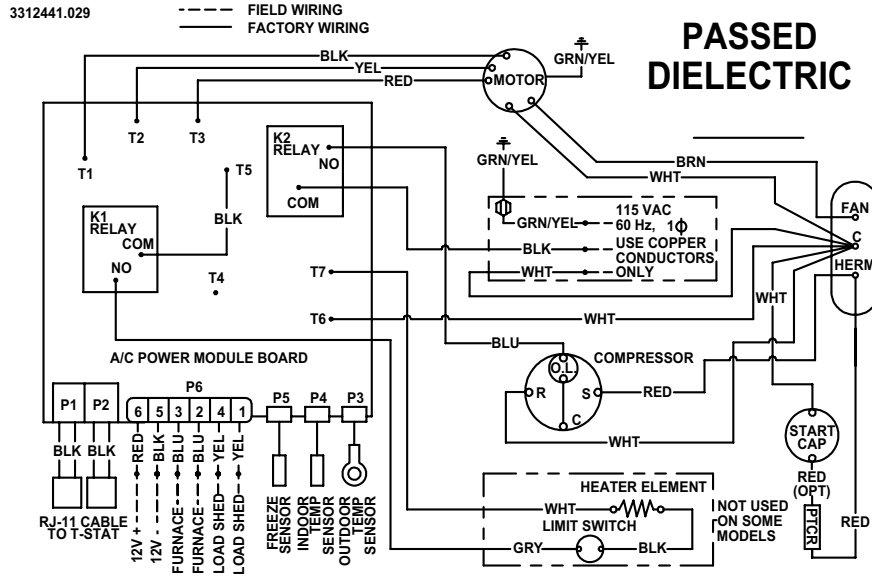 3312441.029
FIELD WIRING
FACTORY WIRING
PASSED
DIELECTRIC
BLK
YEL
RED
MOTOR
GRN/YEL
T1
T2
T3
K2
RELAY
NO
COM
T5
BLK
K1
RELAY
COM
NO
T4
T7
T6
GRN/YEL
BRN
WHT
GRN/YEL
115 VAC
60 Hz, 1Φ
BLK
USE COPPER
CONDUCTORS
ONLY
WHT
FAN
C
HERM
WHT
WHT
A/C POWER MODULE BOARD
BLU
O.L.
COMPRESSOR
R
S
C
RED
WHT
START
CAP
RED
(OPT)
PTCR
RED
P1
P2
P6
6
5
3
2
4
1
P5
P4
P3
BLK
BLK
RED
BLK
BLU
BLU
YEL
YEL
RJ-11 CABLE
TO T-STAT
12V +
12V -
FURNACE
FURNACE
LOAD SHED
LOAD SHED
FREEZE
SENSOR
INDOOR
TEMP
SENSOR
OUTDOOR
TEMP
SENSOR
HEATER ELEMENT
WHT
LIMIT SWITCH
GRY
BLK
NOT USED
ON SOME
MODELS